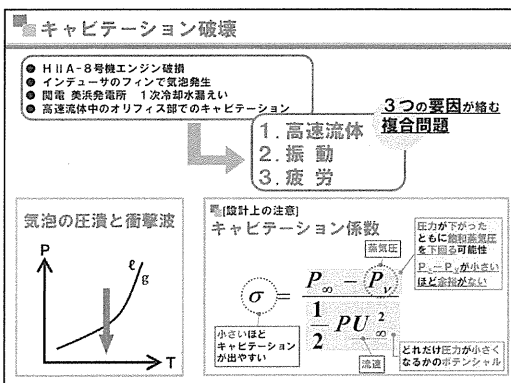 キャビテーション破壊
● HⅡA-8号機エンジン破損
● インデューサのフィンで気泡発生
● 関電 美浜発電所 1次冷却水漏えい
● 高速流体中のオリフィス部でのキャビテーション
3つの要因が絡む
複合問題
1. 高速流体
2. 振動
3. 疲労
気泡の圧潰と衝撃波
P
ℓ
g
T
[設計上の注意]
キャビテーション係数
蒸気圧
圧力が下がった
ともに飽和蒸気圧
を下回る可能性
P∞−Pvが小さい
ほど余裕がない
σ = (P∞ − Pν) / (1/2 PU∞²)
小さいほど
キャビテーション
が出やすい
流速
どれだけ圧力が小さく
なるかのポテンシャル